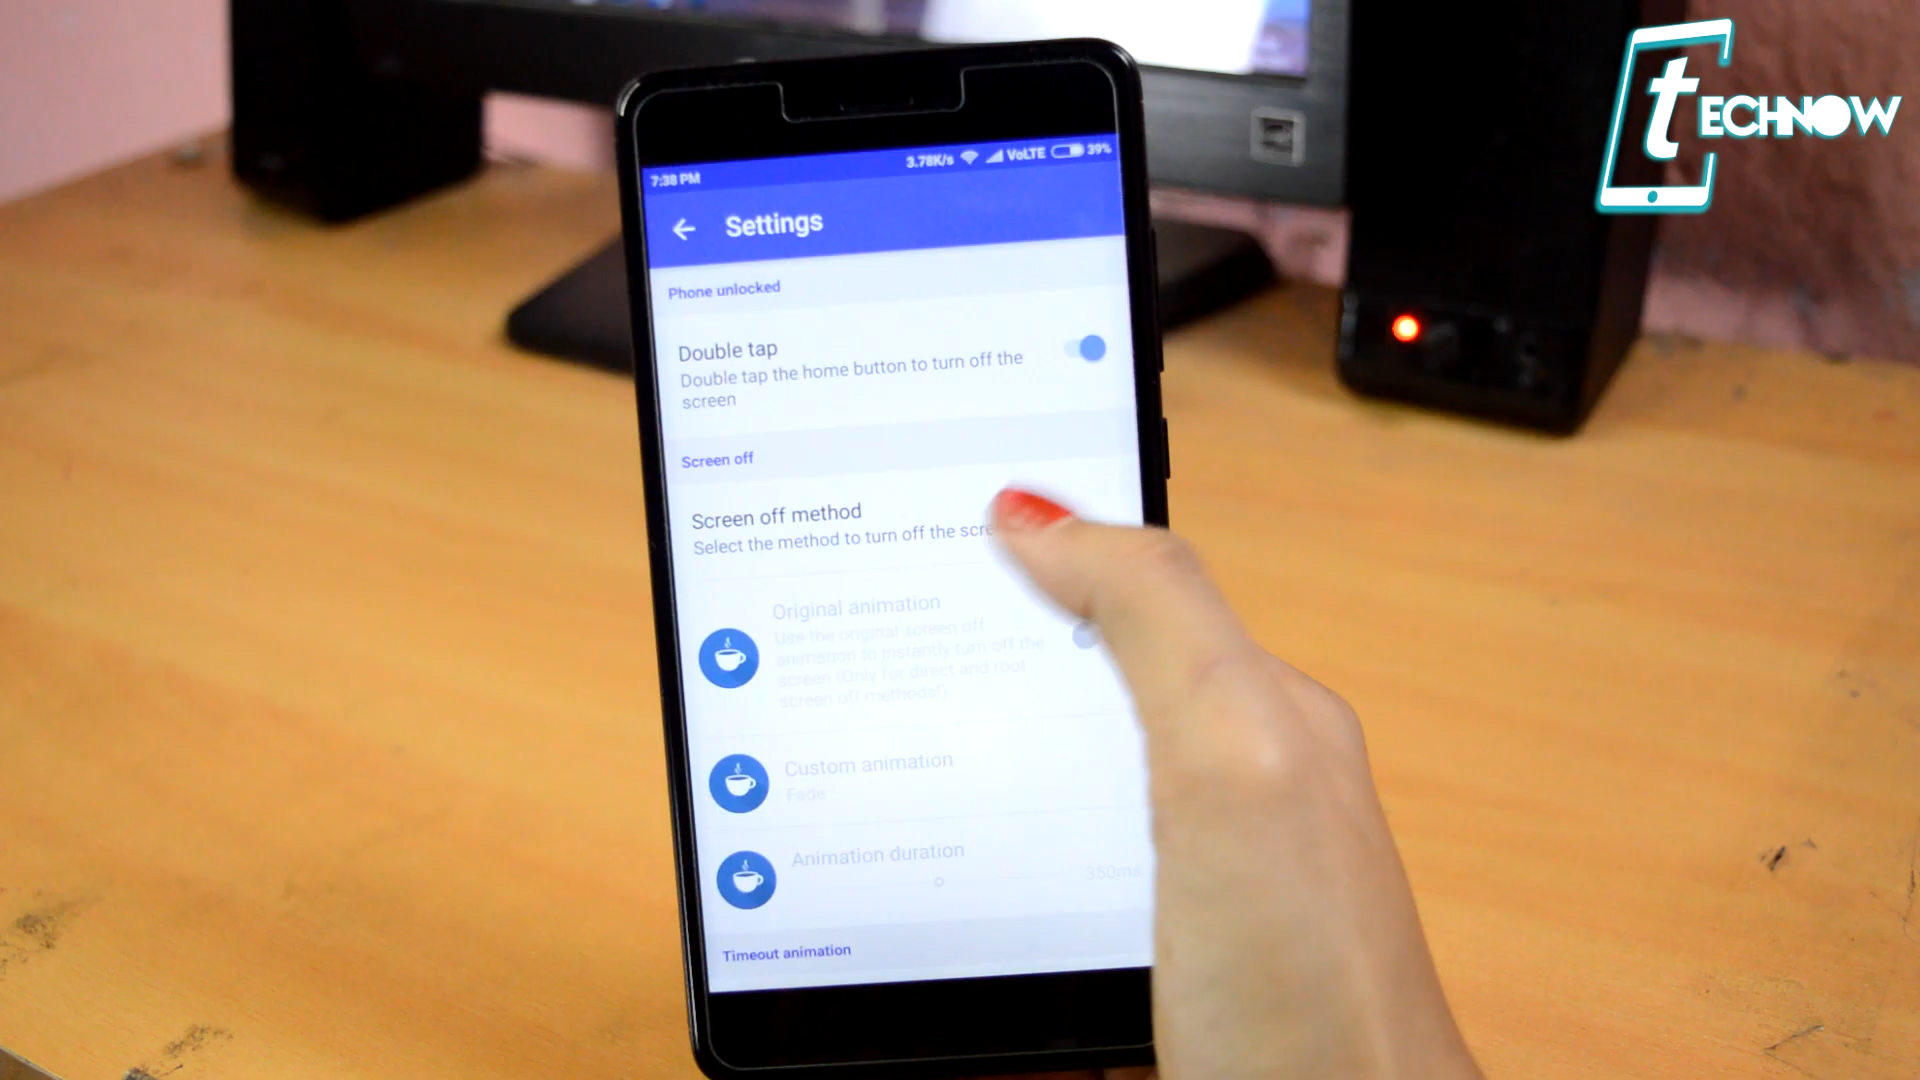 tECHNOW
7:38 PM 3.78K/s VoLTE 39%
Settings
Phone unlocked
Double tap
Double tap the home button to turn off the
screen
Screen off
Screen off method
Select the method to turn off the scre
Original animation
Use the original screen off
animation to instantly turn off the
screen (Only for direct and root
screen off methods!)
Custom animation
Fade
Animation duration
350ms
Timeout animation